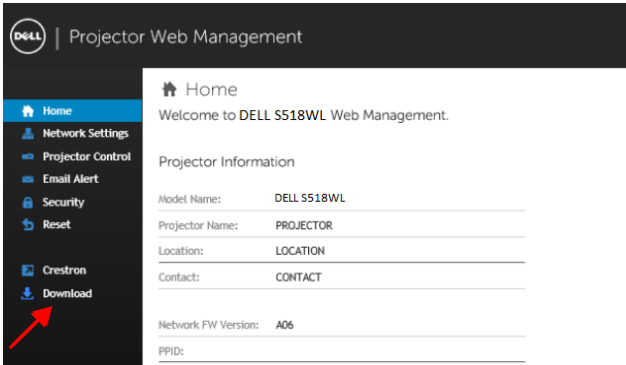 DELL | Projector Web Management
Home
Welcome to DELL S518WL Web Management.
Home
Network Settings
Projector Control
Email Alert
Security
Reset
Crestron
Download
Projector Information
Model Name: DELL S518WL
Projector Name: PROJECTOR
Location: LOCATION
Contact: CONTACT
Network FW Version: A06
PPID: